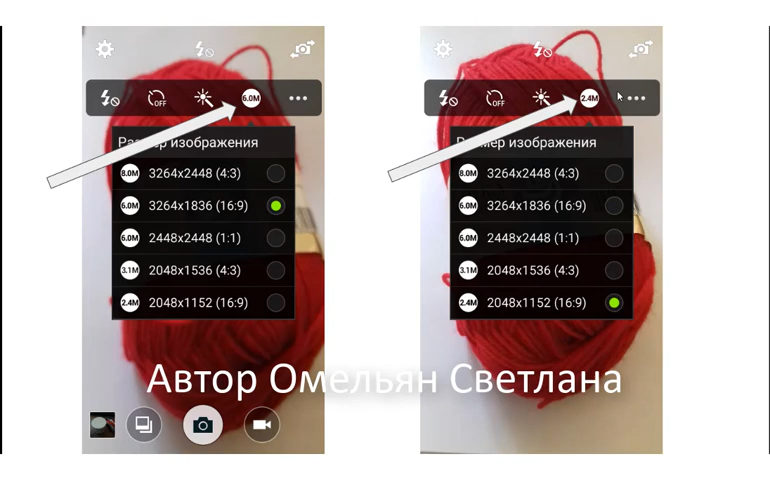 OFF
6.0M
Размер изображения
8.0M 3264x2448 (4:3)
6.0M 3264x1836 (16:9)
6.0M 2448x2448 (1:1)
3.1M 2048x1536 (4:3)
2.4M 2048x1152 (16:9)
OFF
2.4M
Размер изображения
8.0M 3264x2448 (4:3)
6.0M 3264x1836 (16:9)
6.0M 2448x2448 (1:1)
3.1M 2048x1536 (4:3)
2.4M 2048x1152 (16:9)
Автор Омельян Светлана